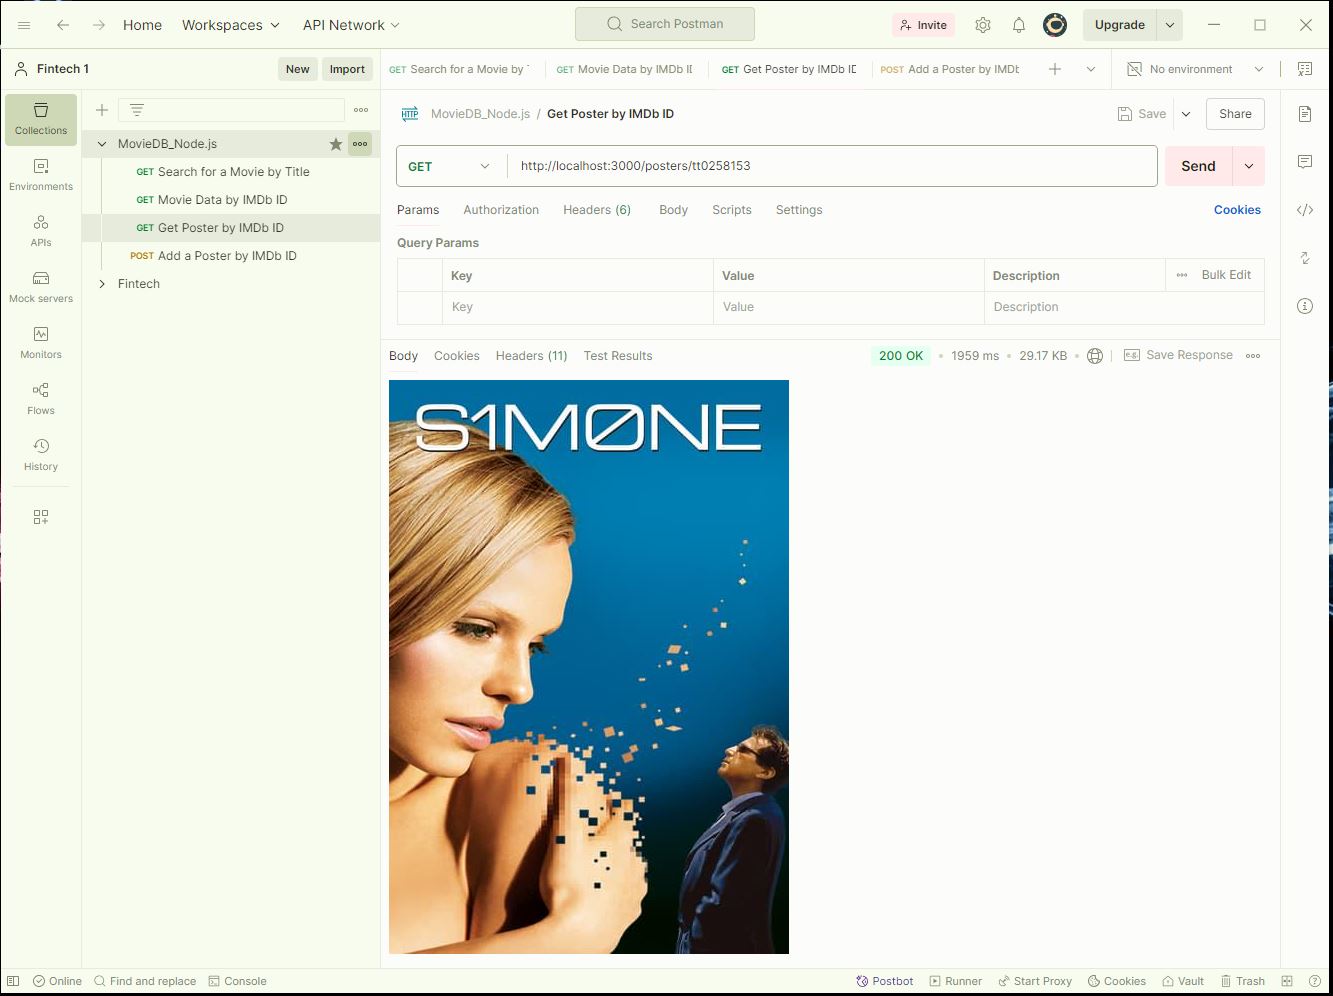 Home Workspaces API Network Search Postman Invite Upgrade
Fintech 1 New Import
GET Search for a Movie by GET Movie Data by IMDb ID GET Get Poster by IMDb ID POST Add a Poster by IMDb No environment
Collections
Environments
APIs
Mock servers
Monitors
Flows
History
MovieDB_Node.js
GET Search for a Movie by Title
GET Movie Data by IMDb ID
GET Get Poster by IMDb ID
POST Add a Poster by IMDb ID
Fintech
HTTP MovieDB_Node.js / Get Poster by IMDb ID Save Share
GET http://localhost:3000/posters/tt0258153 Send
Params Authorization Headers (6) Body Scripts Settings Cookies
Query Params
Key Value Description Bulk Edit
Key Value Description
Body Cookies Headers (11) Test Results 200 OK • 1959 ms • 29.17 KB • e.g. Save Response
S1MØNE
Online Find and replace Console Postbot Runner Start Proxy Cookies Vault Trash